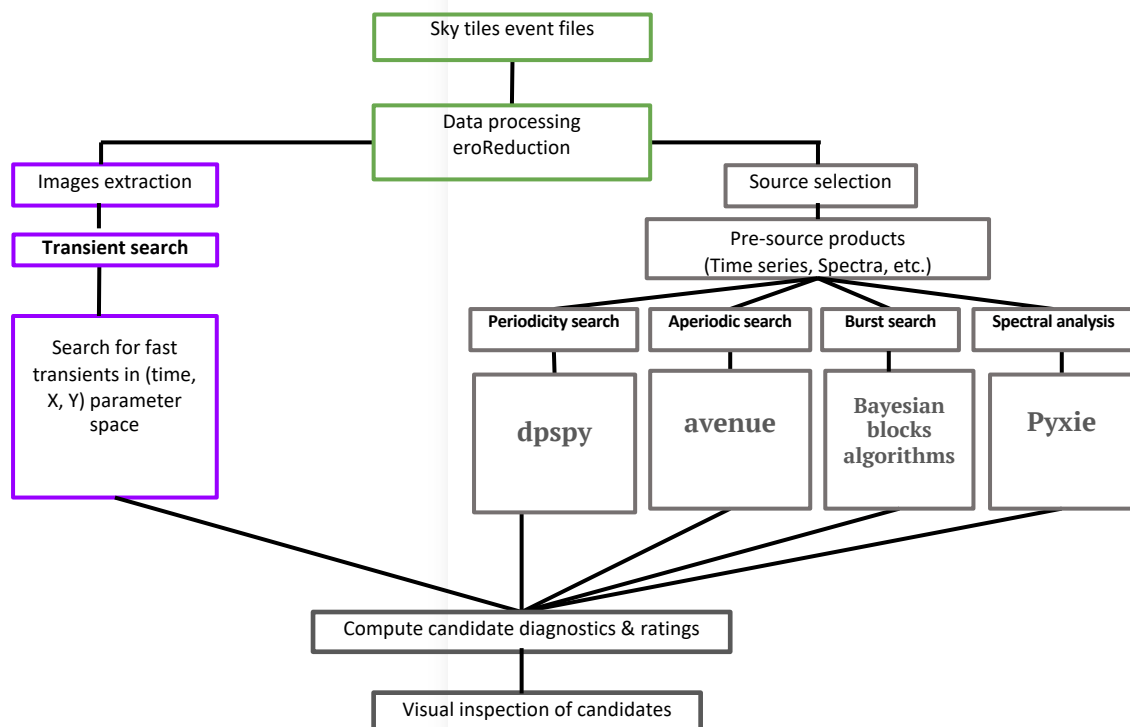 Sky tiles event files
Data processing
eroReduction
Images extraction
Source selection
Transient search
Pre-source products
(Time series, Spectra, etc.)
Periodicity search
Aperiodic search
Burst search
Spectral analysis
Search for fast
transients in (time,
X, Y) parameter
space
dpspy
avenue
Bayesian
blocks
algorithms
Pyxie
Compute candidate diagnostics & ratings
Visual inspection of candidates